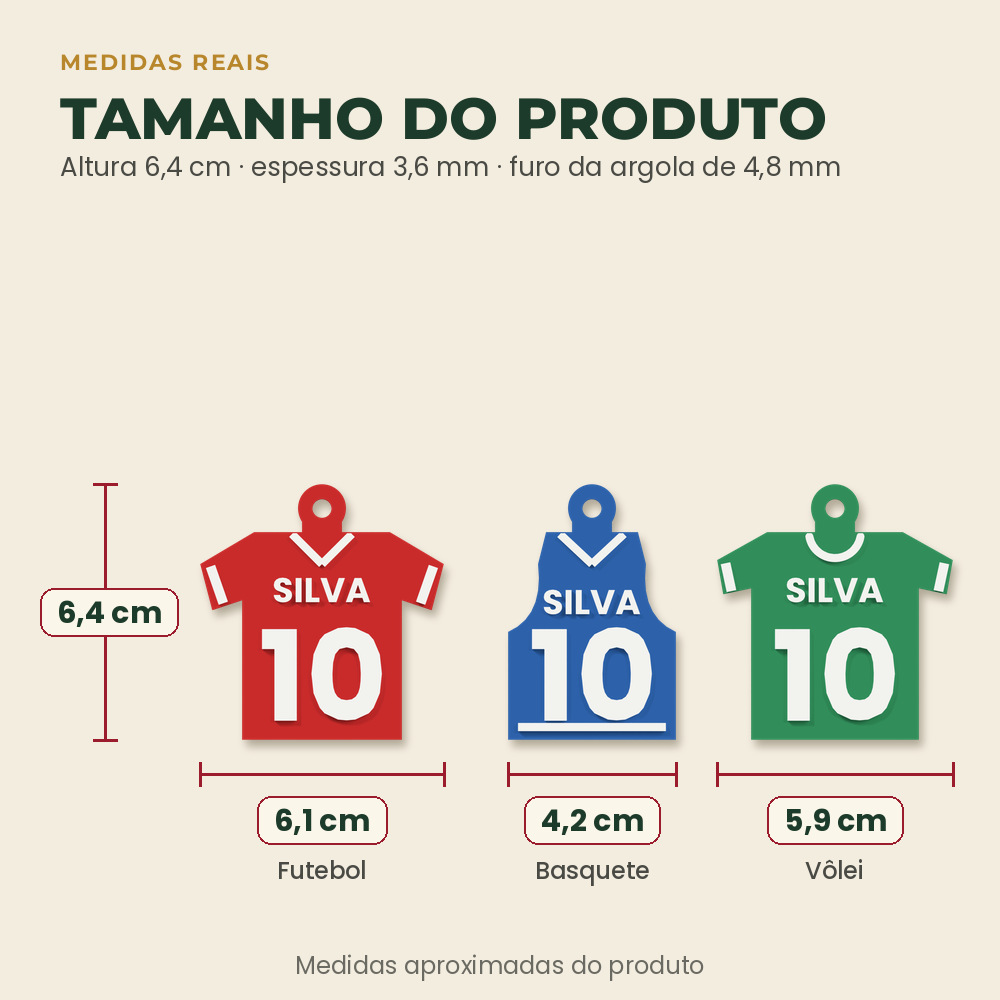 MEDIDAS REAIS
TAMANHO DO PRODUTO
Altura 6,4 cm · espessura 3,6 mm · furo da argola de 4,8 mm
6,4 cm
SILVA
10
SILVA
10
SILVA
10
6,1 cm
4,2 cm
5,9 cm
Futebol
Basquete
Vôlei
Medidas aproximadas do produto